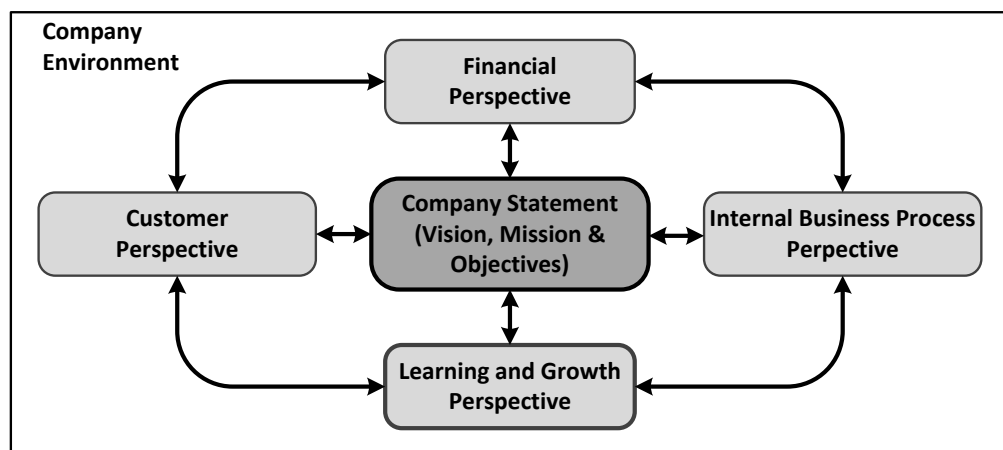 Company
Environment
Financial
Perspective
Customer
Perspective
Company Statement
(Vision, Mission &
Objectives)
Internal Business Process
Perpective
Learning and Growth
Perspective